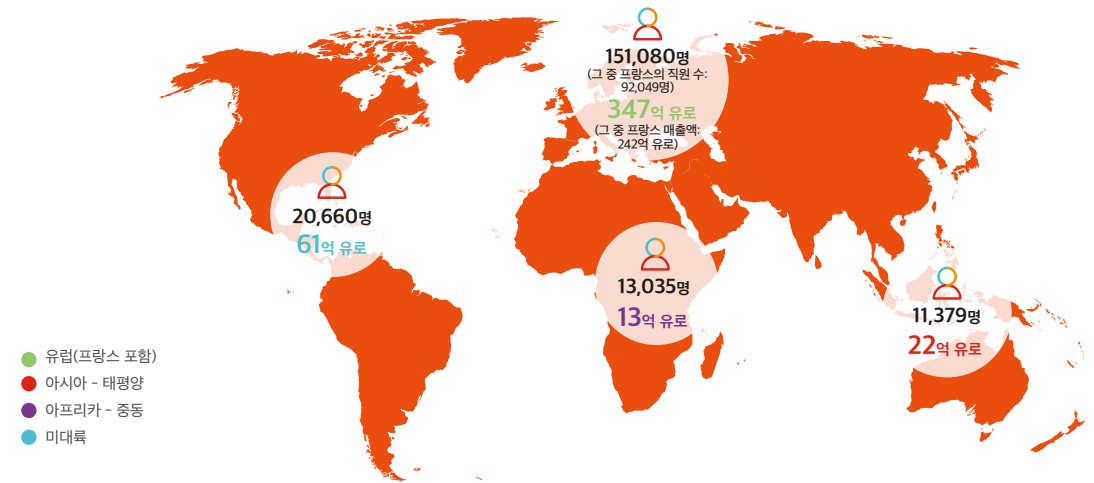 151,080명
(그 중 프랑스의 직원 수:
92,049명)
347억 유로
(그 중 프랑스 매출액:
242억 유로)
20,660명
61억 유로
13,035명
13억 유로
11,379명
22억 유로
유럽(프랑스 포함)
아시아 - 태평양
아프리카 - 중동
미대륙